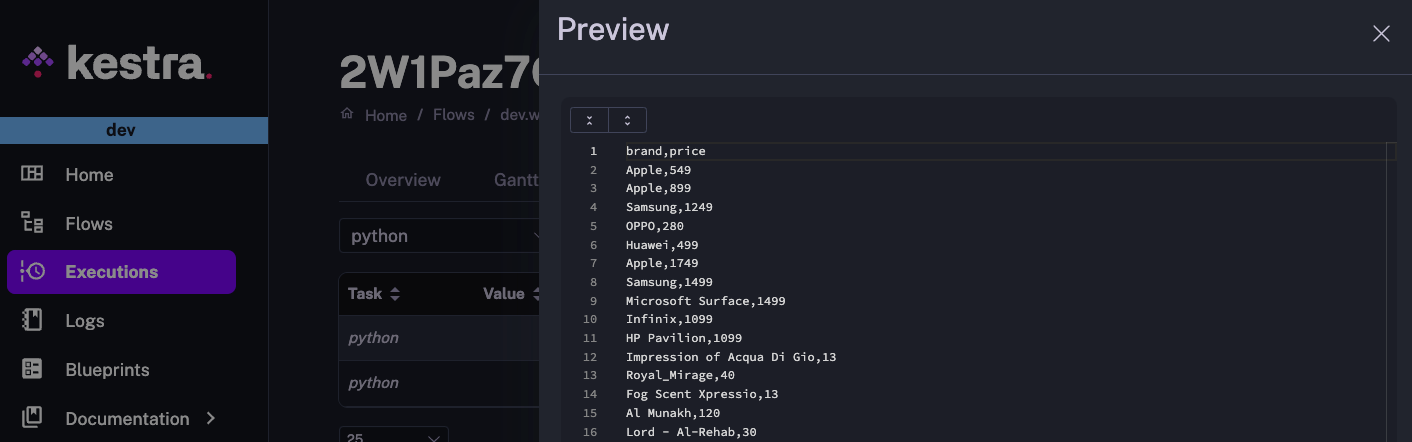 kestra.
dev
Home
Flows
Executions
Logs
Blueprints
Documentation
2W1Paz7
Home / Flows / dev.w
Overview Gantt
python
Task Value
python
python
25
Preview
1 brand,price
2 Apple,549
3 Apple,899
4 Samsung,1249
5 OPPO,280
6 Huawei,499
7 Apple,1749
8 Samsung,1499
9 Microsoft Surface,1499
10 Infinix,1099
11 HP Pavilion,1099
12 Impression of Acqua Di Gio,13
13 Royal_Mirage,40
14 Fog Scent Xpressio,13
15 Al Munakh,120
16 Lord - Al-Rehab,30